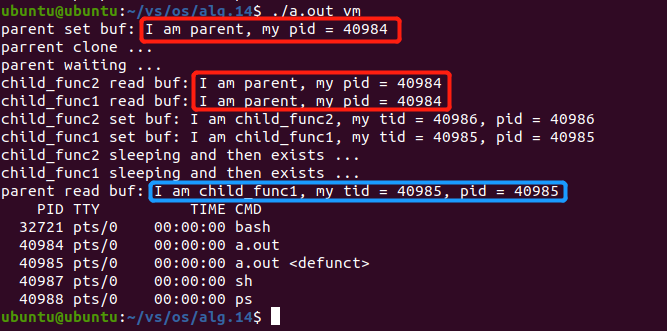 ubuntu@ubuntu:~/vs/os/alg.14$ ./a.out vm
parent set buf: I am parent, my pid = 40984
parrent clone ...
parent waiting ...
child_func2 read buf: I am parent, my pid = 40984
child_func1 read buf: I am parent, my pid = 40984
child_func2 set buf: I am child_func2, my tid = 40986, pid = 40986
child_func1 set buf: I am child_func1, my tid = 40985, pid = 40985
child_func2 sleeping and then exists ...
child_func1 sleeping and then exists ...
parent read buf: I am child_func1, my tid = 40985, pid = 40985
PID TTY TIME CMD
32721 pts/0 00:00:00 bash
40984 pts/0 00:00:00 a.out
40985 pts/0 00:00:00 a.out <defunct>
40987 pts/0 00:00:00 sh
40988 pts/0 00:00:00 ps
ubuntu@ubuntu:~/vs/os/alg.14$